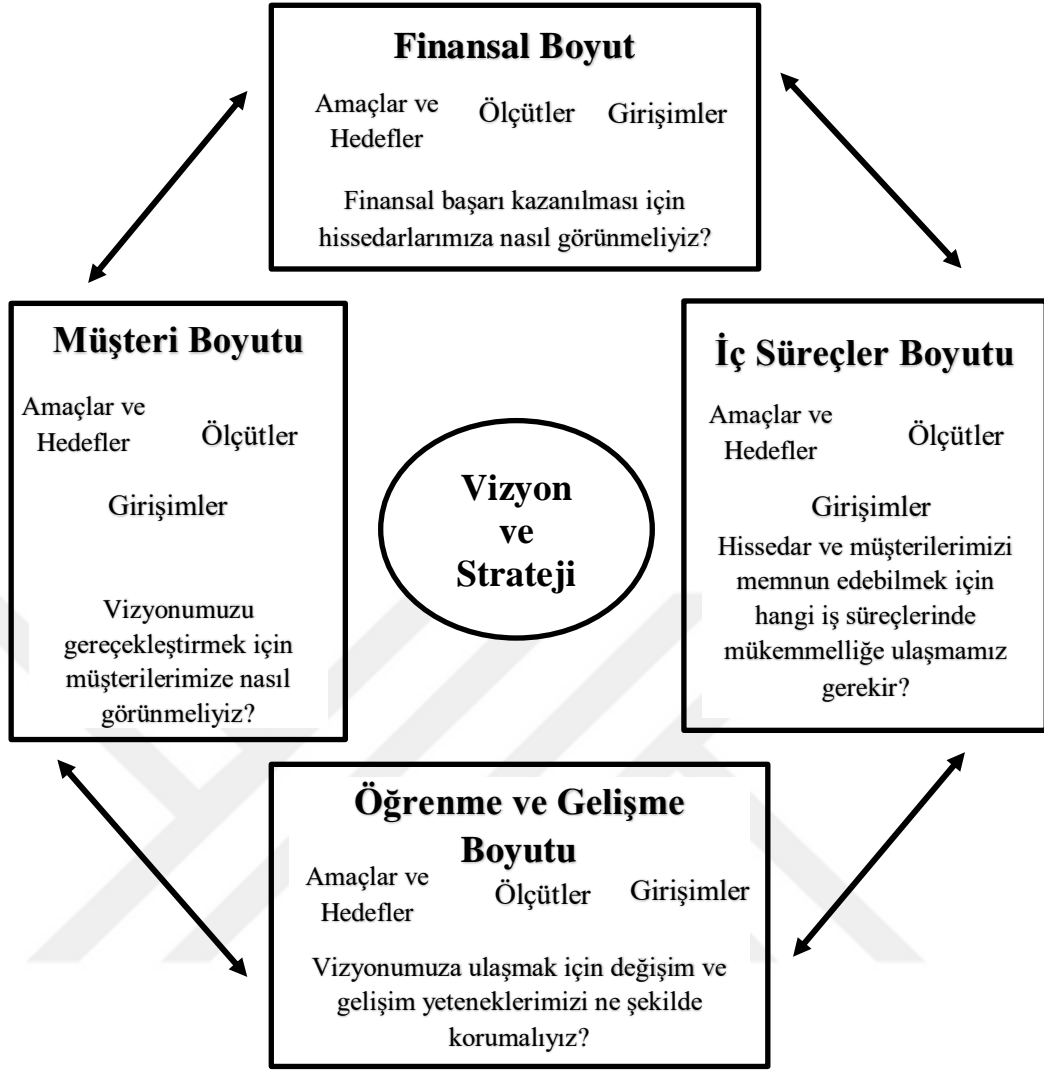 Finansal Boyut
Amaçlar ve
Hedefler
Ölçütler
Girişimler
Finansal başarı kazanılması için
hissedarlarımıza nasıl görünmeliyiz?
Müşteri Boyutu
Amaçlar ve
Hedefler
Ölçütler
Girişimler
Vizyonumuzu
gereçekleştirmek için
müşterilerimize nasıl
görünmeliyiz?
Vizyon
ve
Strateji
İç Süreçler Boyutu
Amaçlar ve
Hedefler
Ölçütler
Girişimler
Hissedar ve müşterilerimizi
memnun edebilmek için
hangi iş süreçlerinde
mükemmelliğe ulaşmamız
gerekir?
Öğrenme ve Gelişme
Boyutu
Amaçlar ve
Hedefler
Ölçütler
Girişimler
Vizyonumuza ulaşmak için değişim ve
gelişim yeteneklerimizi ne şekilde
korumalıyız?